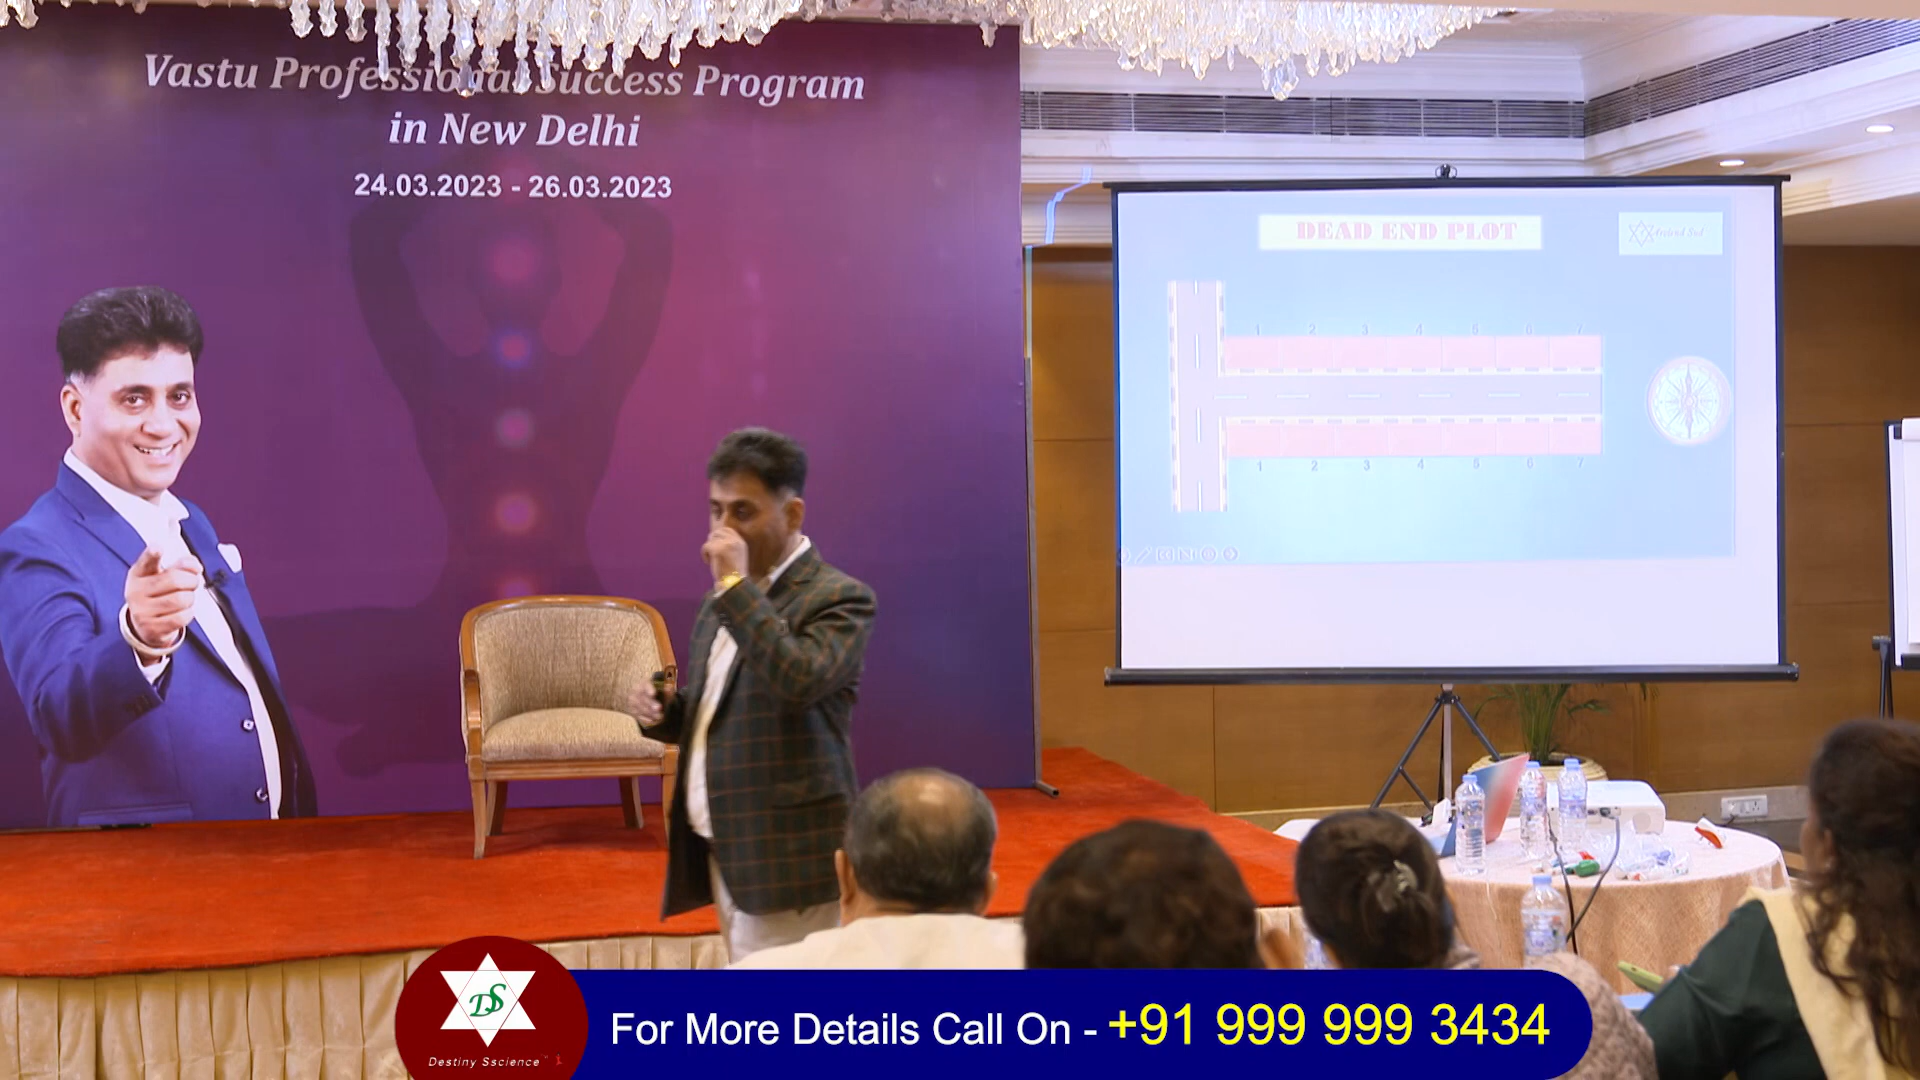 Vastu Professional Success Program
in New Delhi
24.03.2023 - 26.03.2023
DEAD END PLOT
1 2 3 4 5 6 7
1 2 3 4 5 6 7
DS
Destiny Sscience
For More Details Call On - +91 999 999 3434